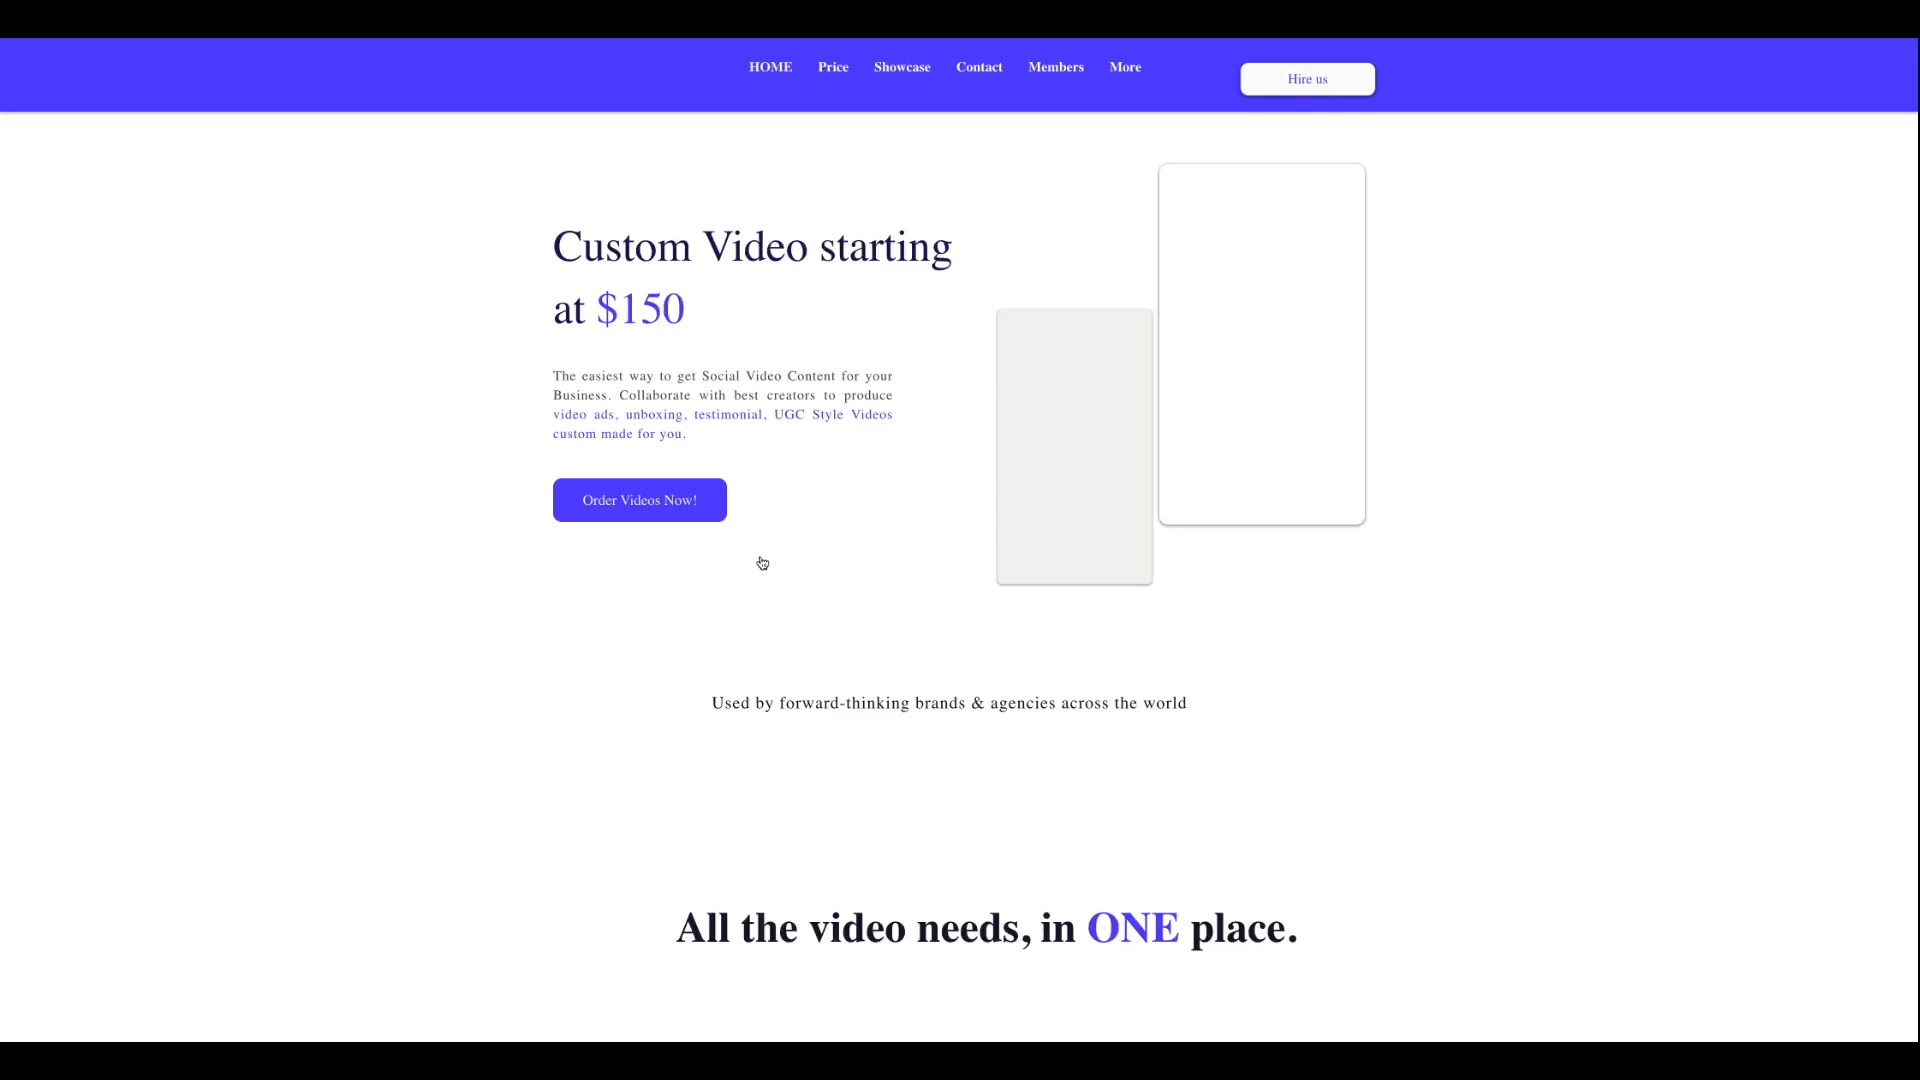 HOME Price Showcase Contact Members More
Hire us
Custom Video starting
at $150
The easiest way to get Social Video Content for your
Business. Collaborate with best creators to produce
video ads, unboxing, testimonial, UGC Style Videos
custom made for you.
Order Videos Now!
Used by forward-thinking brands & agencies across the world
All the video needs, in ONE place.